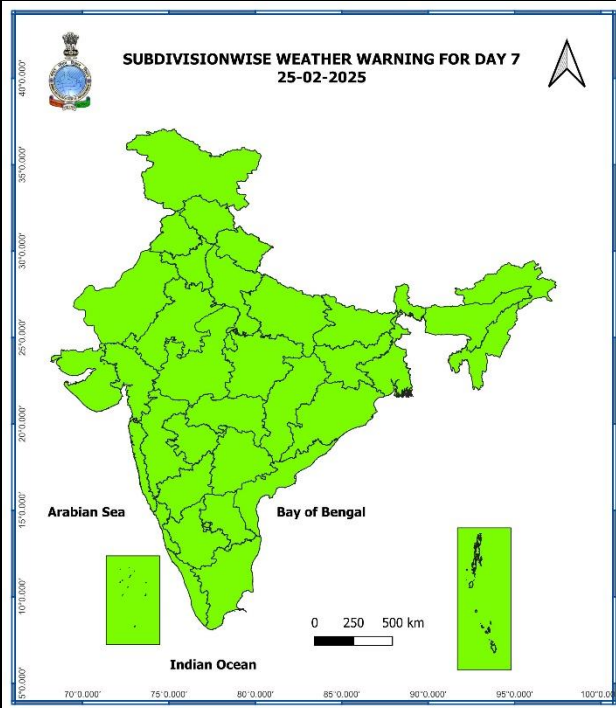 SUBDIVISIONWISE WEATHER WARNING FOR DAY 7
25-02-2025
40°0.000'
35°0.000'
30°0.000'
25°0.000'
20°0.000'
15°0.000'
10°0.000'
5°0.000'
Arabian Sea
Bay of Bengal
0 250 500 km
Indian Ocean
70°0.000' 75°0.000' 80°0.000' 85°0.000' 90°0.000' 95°0.000' 100°0.00